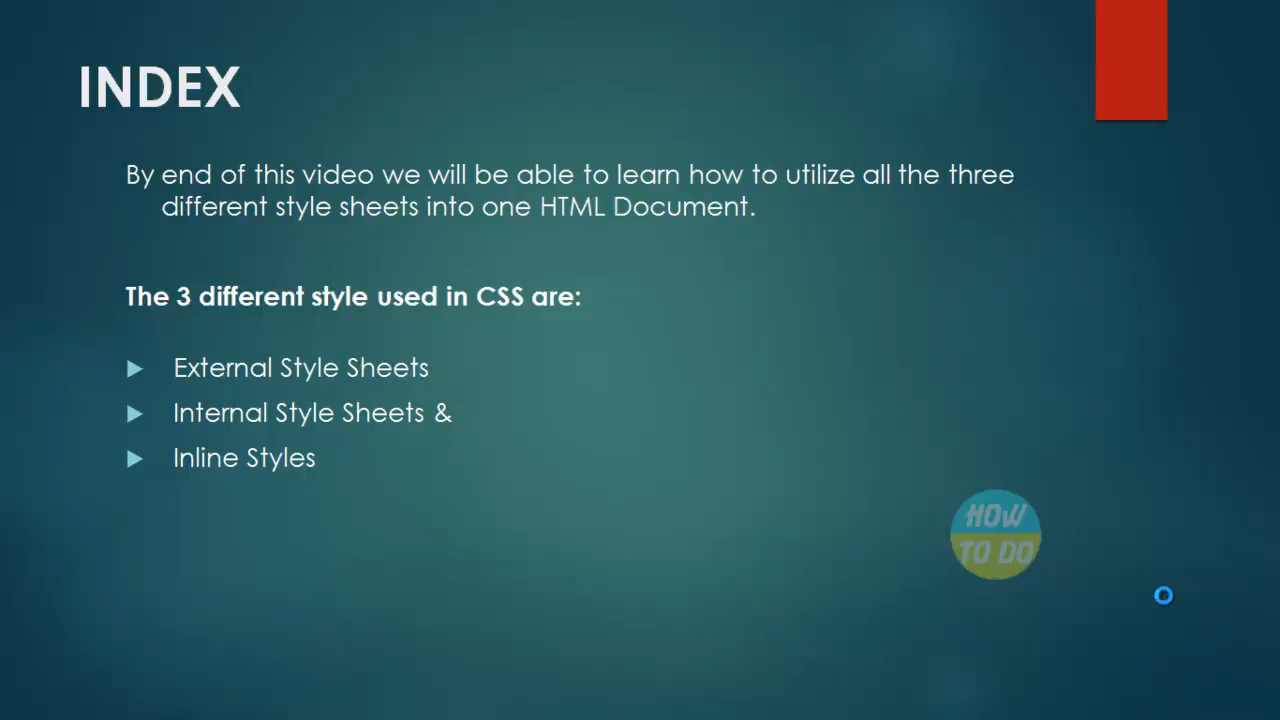 INDEX
By end of this video we will be able to learn how to utilize all the three
different style sheets into one HTML Document.
The 3 different style used in CSS are:
External Style Sheets
Internal Style Sheets &
Inline Styles
HOW
TO DO